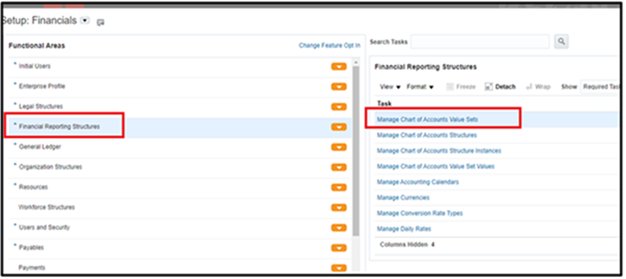 Setup: Financials
Functional Areas
Change Feature Opt In
* Initial Users
* Enterprise Profile
* Legal Structures
* Financial Reporting Structures
* General Ledger
* Organization Structures
* Resources
Workforce Structures
* Users and Security
* Payables
Payments
Search Tasks
Financial Reporting Structures
View Format Freeze Detach Wrap Show Required Task
Task
Manage Chart of Accounts Value Sets
Manage Chart of Accounts Structures
Manage Chart of Accounts Structure Instances
Manage Chart of Accounts Value Set Values
Manage Accounting Calendars
Manage Currencies
Manage Conversion Rate Types
Manage Daily Rates
Columns Hidden 4